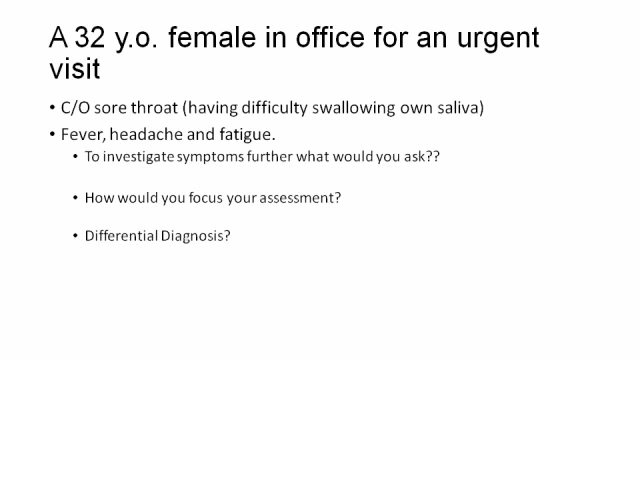 A 32 y.o. female in office for an urgent
visit
• C/O sore throat (having difficulty swallowing own saliva)
• Fever, headache and fatigue.
• To investigate symptoms further what would you ask??
• How would you focus your assessment?
• Differential Diagnosis?